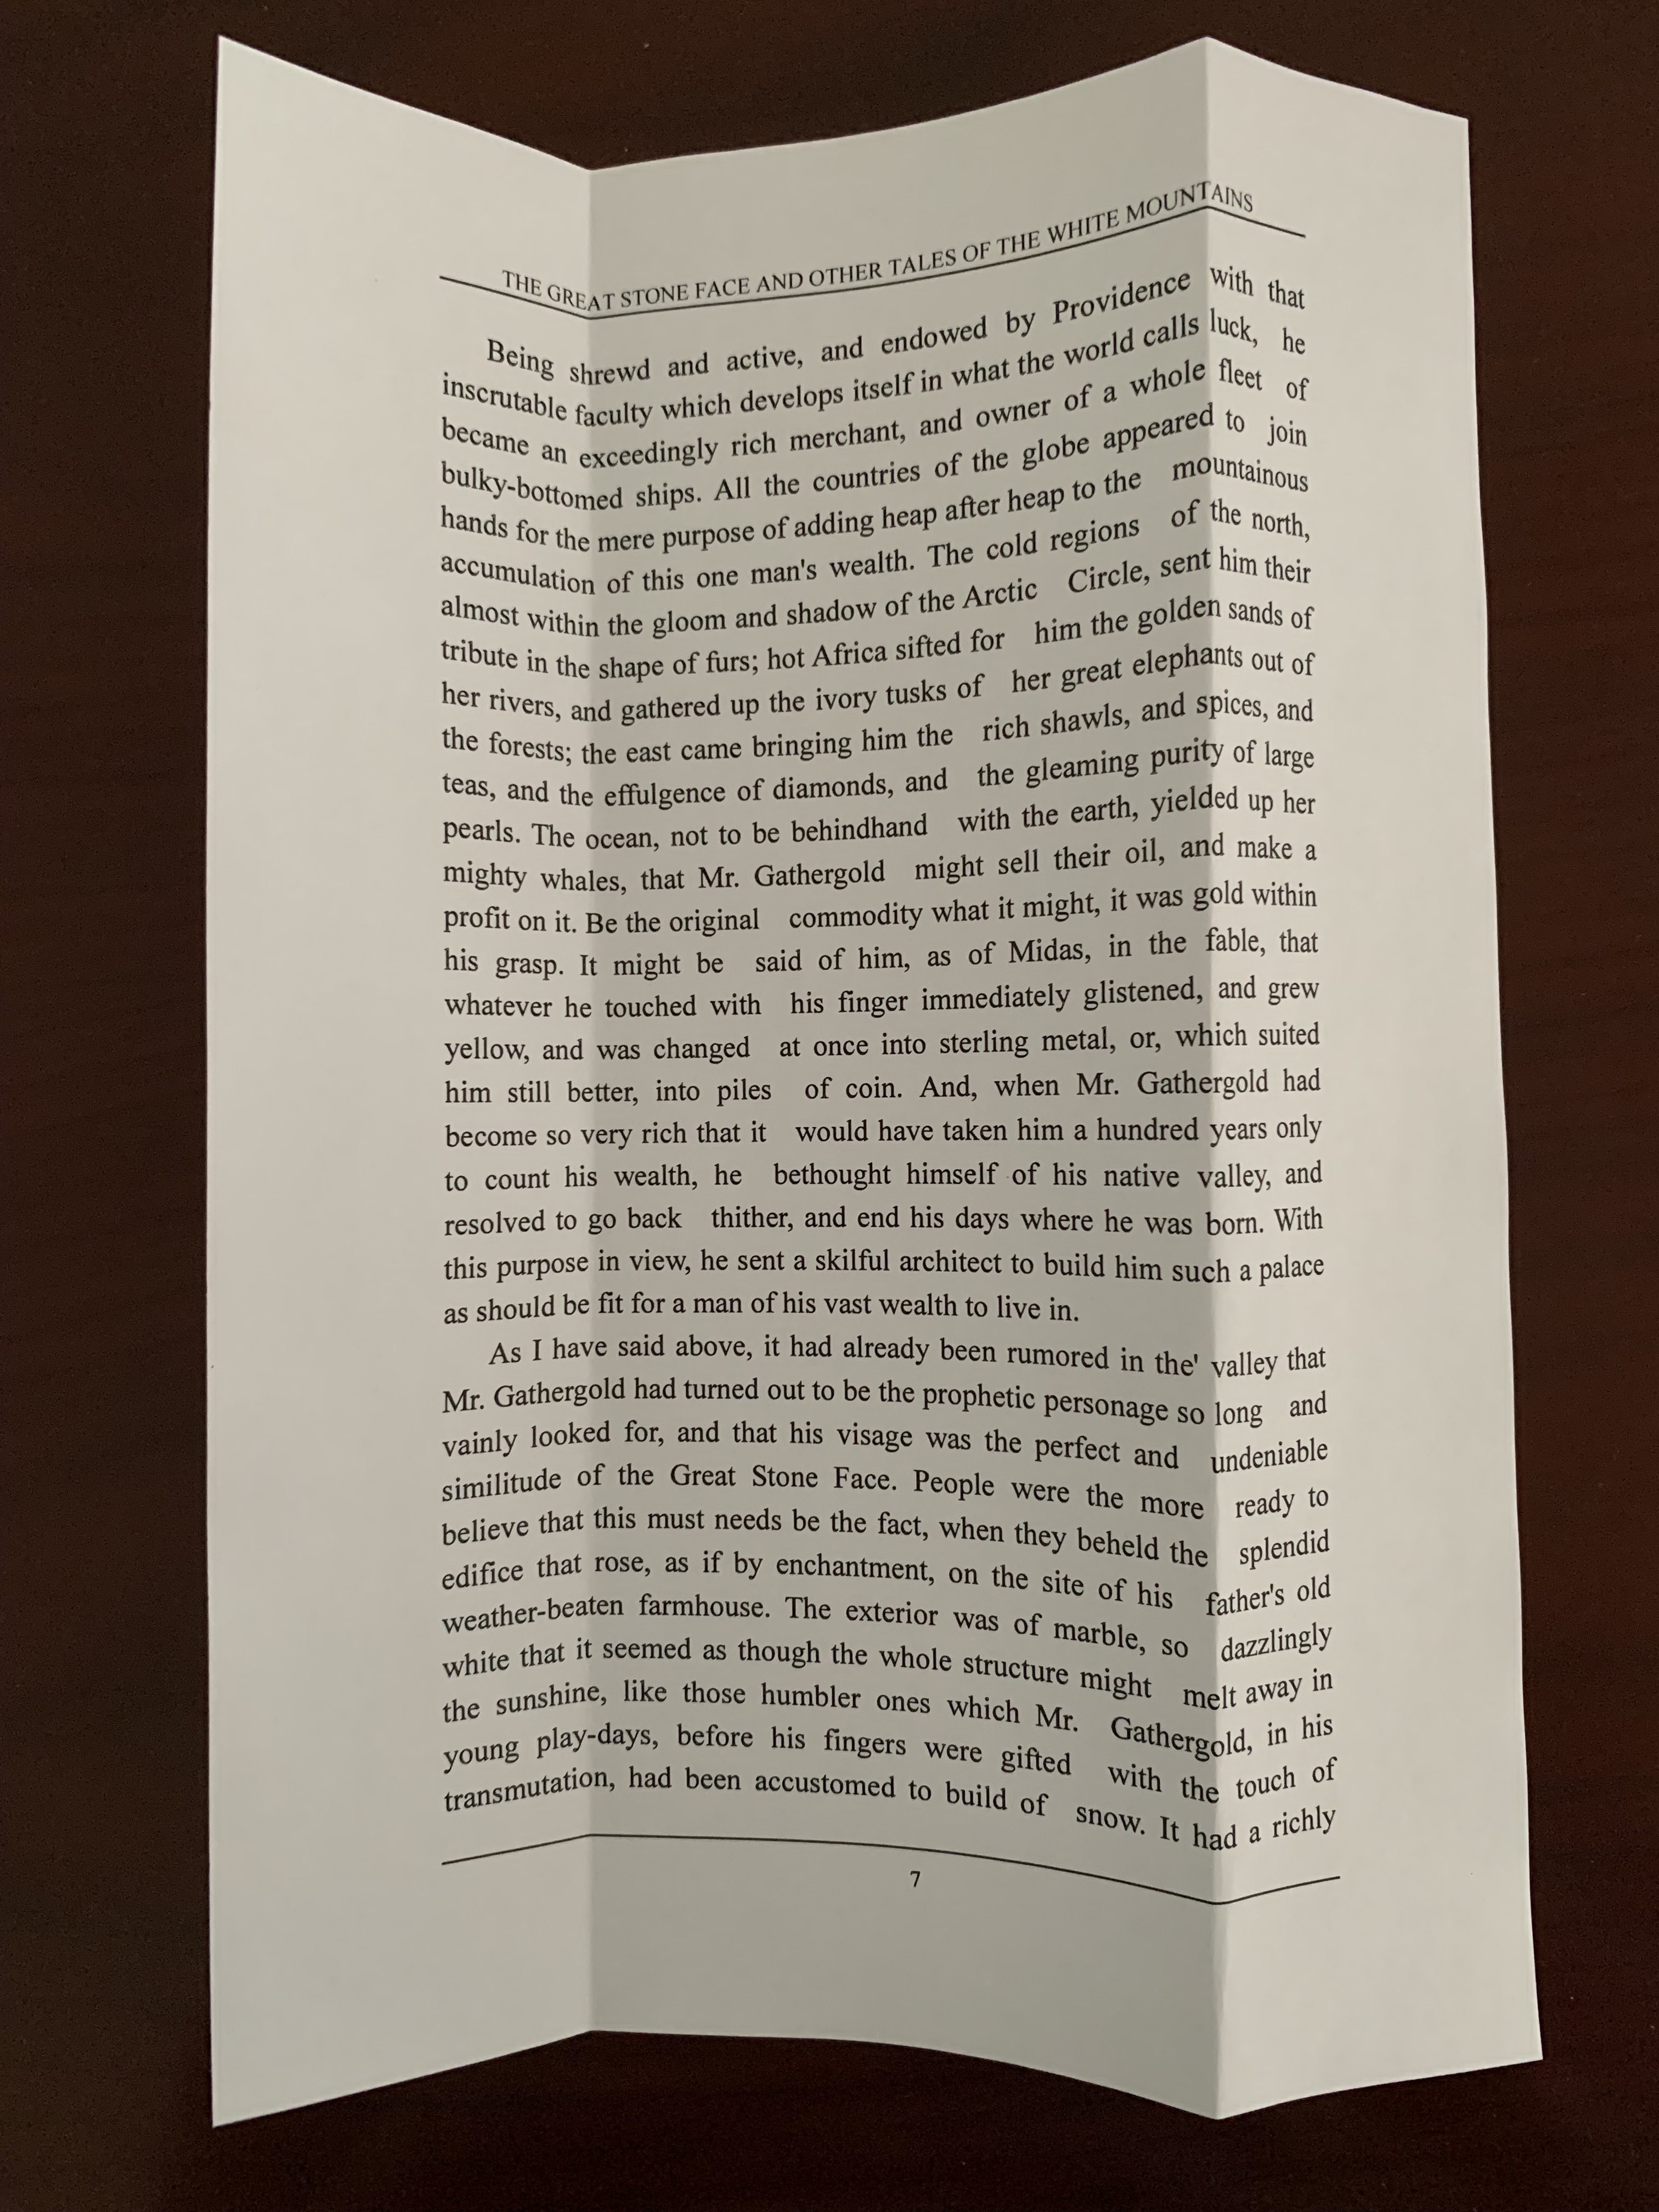 THE GREAT STONE FACE AND OTHER TALES OF THE WHITE MOUNTAINS
Being shrewd and active, and endowed by Providence with that
inscrutable faculty which develops itself in what the world calls luck, he
became an exceedingly rich merchant, and owner of a whole fleet of
bulky-bottomed ships. All the countries of the globe appeared to join
hands for the mere purpose of adding heap after heap to the mountainous
accumulation of this one man's wealth. The cold regions of the north,
almost within the gloom and shadow of the Arctic Circle, sent him their
tribute in the shape of furs; hot Africa sifted for him the golden sands of
her rivers, and gathered up the ivory tusks of her great elephants out of
the forests; the east came bringing him the rich shawls, and spices, and
teas, and the effulgence of diamonds, and the gleaming purity of large
pearls. The ocean, not to be behindhand with the earth, yielded up her
mighty whales, that Mr. Gathergold might sell their oil, and make a
profit on it. Be the original commodity what it might, it was gold within
his grasp. It might be said of him, as of Midas, in the fable, that
whatever he touched with his finger immediately glistened, and grew
yellow, and was changed at once into sterling metal, or, which suited
him still better, into piles of coin. And, when Mr. Gathergold had
become so very rich that it would have taken him a hundred years only
to count his wealth, he bethought himself of his native valley, and
resolved to go back thither, and end his days where he was born. With
this purpose in view, he sent a skilful architect to build him such a palace
as should be fit for a man of his vast wealth to live in.
As I have said above, it had already been rumored in the' valley that
Mr. Gathergold had turned out to be the prophetic personage so long and
vainly looked for, and that his visage was the perfect and undeniable
similitude of the Great Stone Face. People were the more ready to
believe that this must needs be the fact, when they beheld the splendid
edifice that rose, as if by enchantment, on the site of his father's old
weather-beaten farmhouse. The exterior was of marble, so dazzlingly
white that it seemed as though the whole structure might melt away in
the sunshine, like those humbler ones which Mr. Gathergold, in his
young play-days, before his fingers were gifted with the touch of
transmutation, had been accustomed to build of snow. It had a richly
7